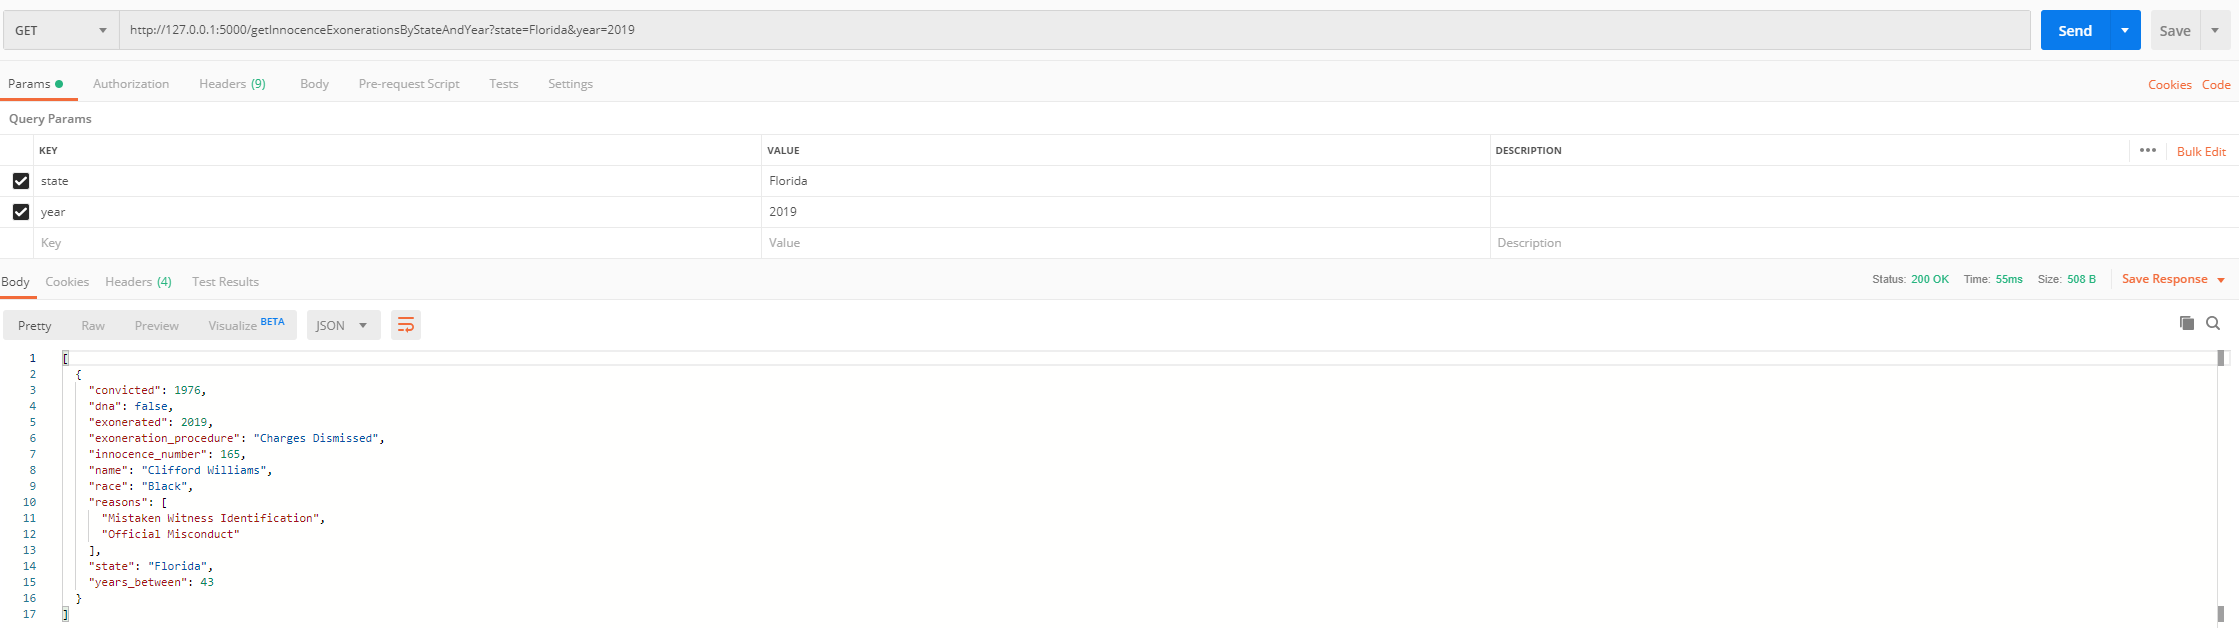 GET http://127.0.0.1:5000/getInnocenceExonerationsByStateAndYear?state=Florida&year=2019 Send Save
Params Authorization Headers (9) Body Pre-request Script Tests Settings Cookies Code
Query Params
KEY VALUE DESCRIPTION ••• Bulk Edit
state Florida
year 2019
Key Value Description
Body Cookies Headers (4) Test Results Status: 200 OK Time: 55ms Size: 508 B Save Response
Pretty Raw Preview Visualize BETA JSON
1 [
2 {
3 "convicted": 1976,
4 "dna": false,
5 "exonerated": 2019,
6 "exoneration_procedure": "Charges Dismissed",
7 "innocence_number": 165,
8 "name": "Clifford Williams",
9 "race": "Black",
10 "reasons": [
11 "Mistaken Witness Identification",
12 "Official Misconduct"
13 ],
14 "state": "Florida",
15 "years_between": 43
16 }
17 ]